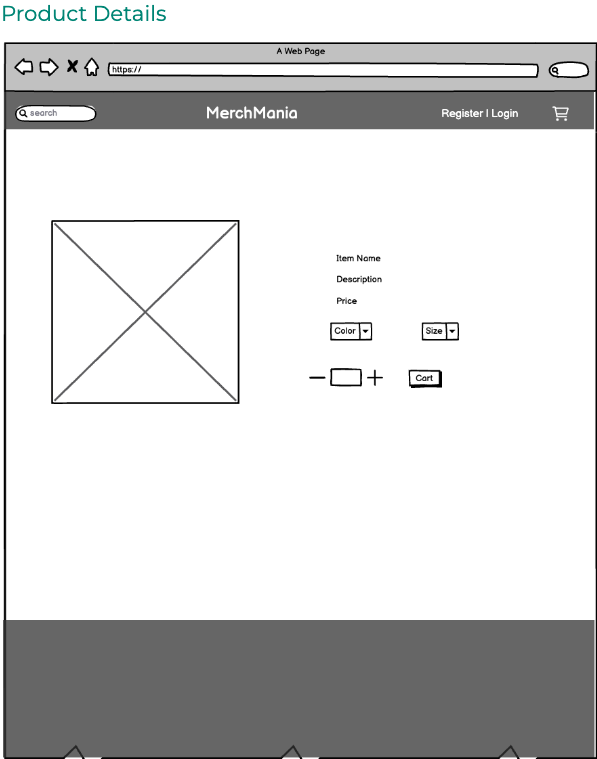 Product Details
A Web Page
https://
search
MerchMania
Register | Login
Item Name
Description
Price
Color
Size
Cart